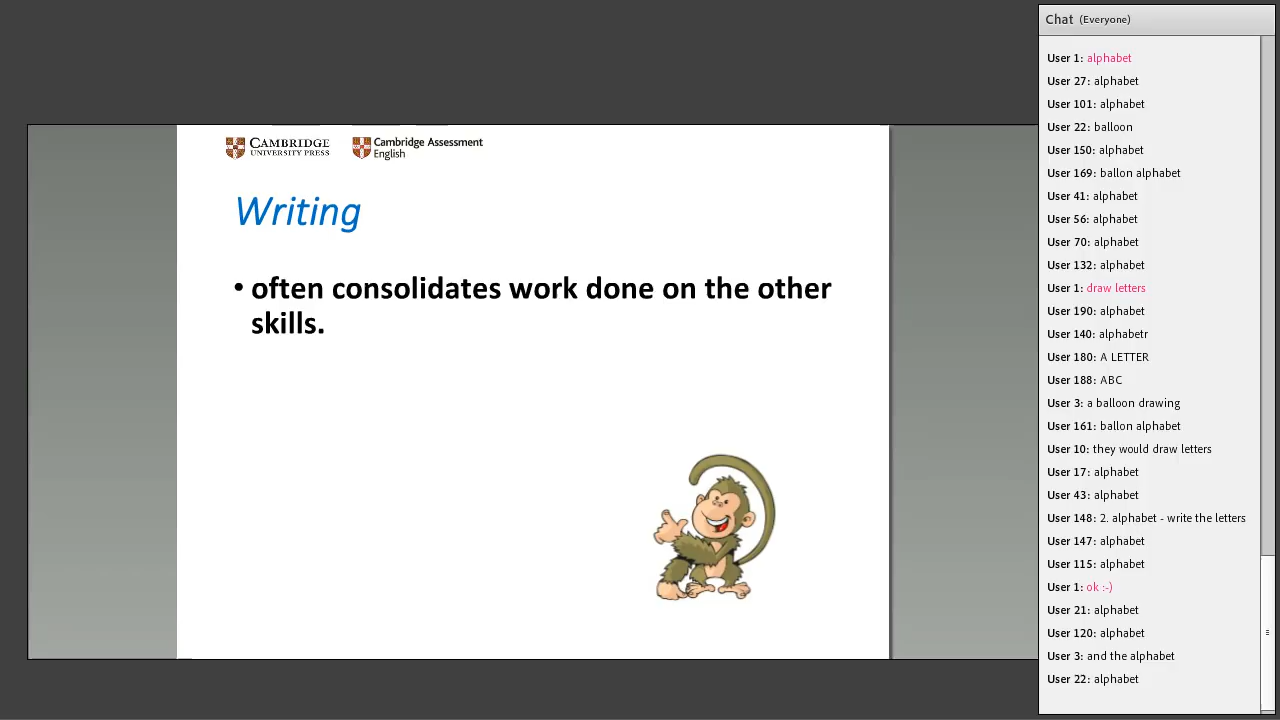 CAMBRIDGE
UNIVERSITY PRESS
Cambridge Assessment
English
Writing
• often consolidates work done on the other
skills.
Chat (Everyone)
User 1: alphabet
User 27: alphabet
User 101: alphabet
User 22: balloon
User 150: alphabet
User 169: ballon alphabet
User 41: alphabet
User 56: alphabet
User 70: alphabet
User 132: alphabet
User 1: draw letters
User 190: alphabet
User 140: alphabetr
User 180: A LETTER
User 188: ABC
User 3: a balloon drawing
User 161: ballon alphabet
User 10: they would draw letters
User 17: alphabet
User 43: alphabet
User 148: 2. alphabet - write the letters
User 147: alphabet
User 115: alphabet
User 1: ok :-)
User 21: alphabet
User 120: alphabet
User 3: and the alphabet
User 22: alphabet